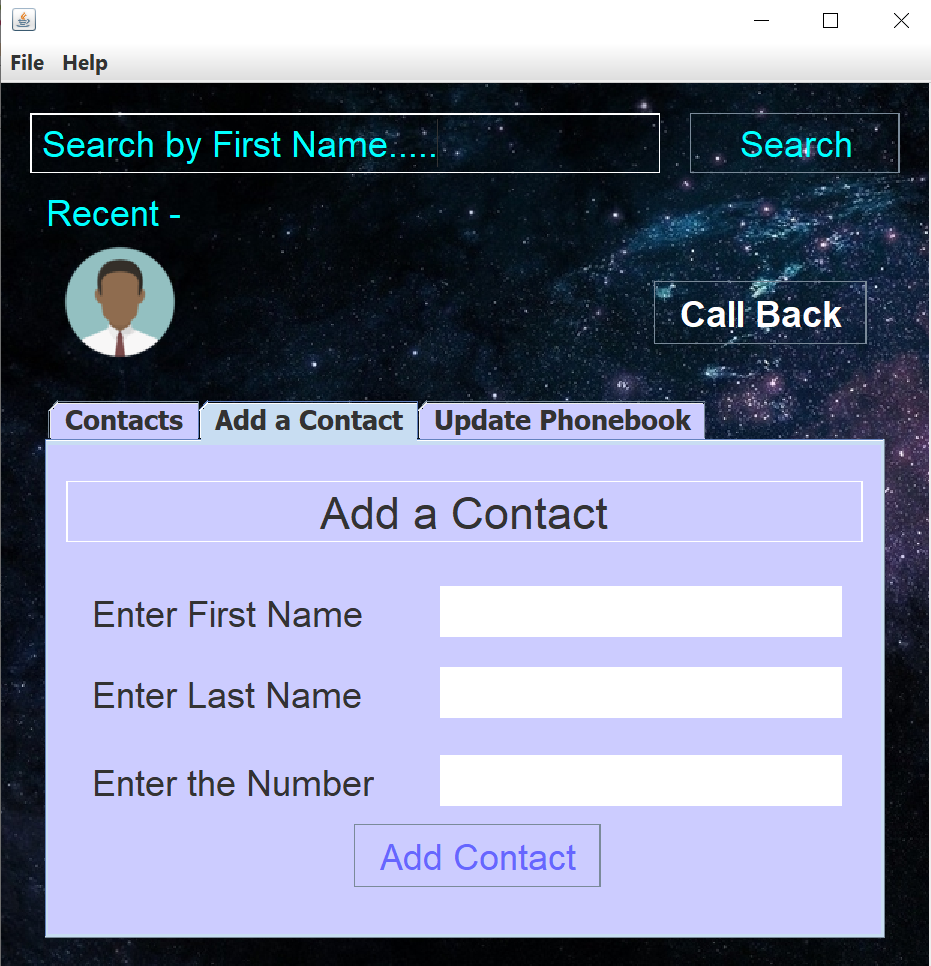 File Help
Search by First Name..... Search
Recent -
Call Back
Contacts Add a Contact Update Phonebook
Add a Contact
Enter First Name
Enter Last Name
Enter the Number
Add Contact